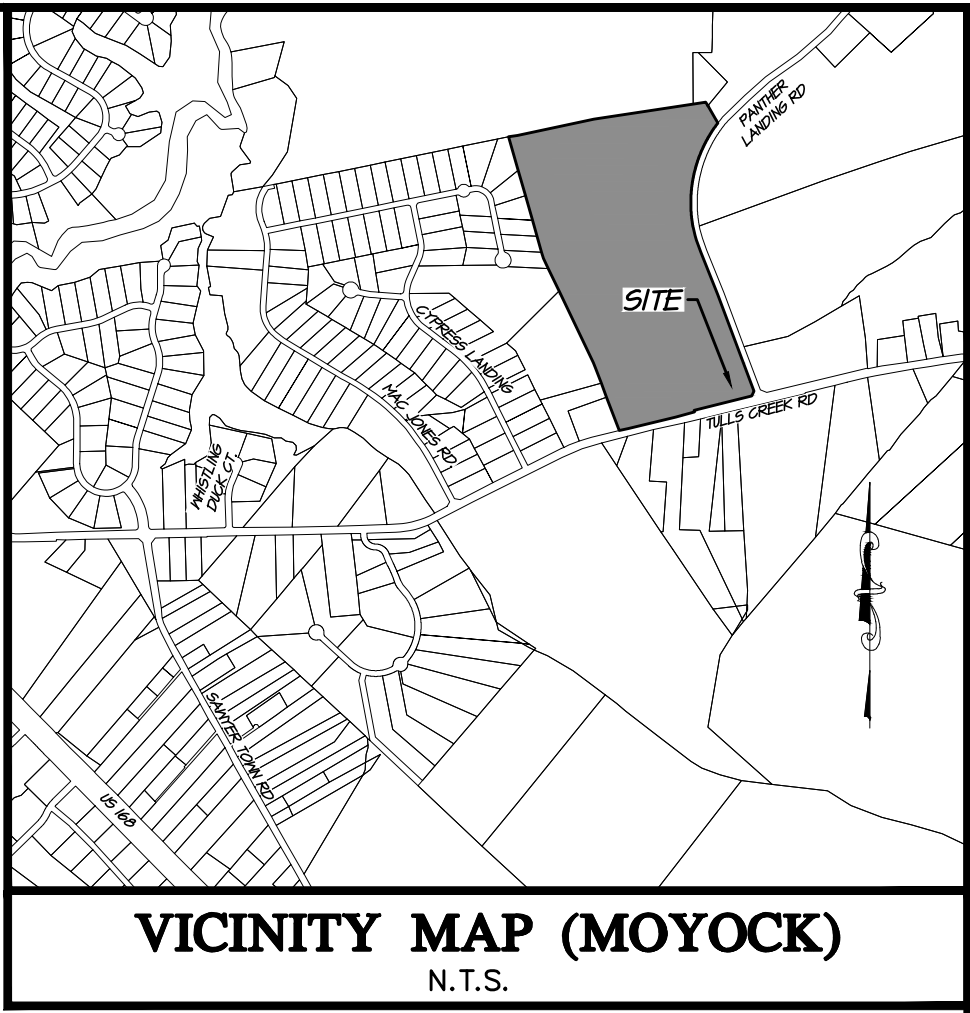 PANTHER
LANDING RD
SITE
CYPRESS LANDING
MAC JONES RD.
TULLS CREEK RD
WHISTLING
DUCK CT.
SAWYER TOWN RD
US 168
VICINITY MAP (MOYOCK)
N.T.S.